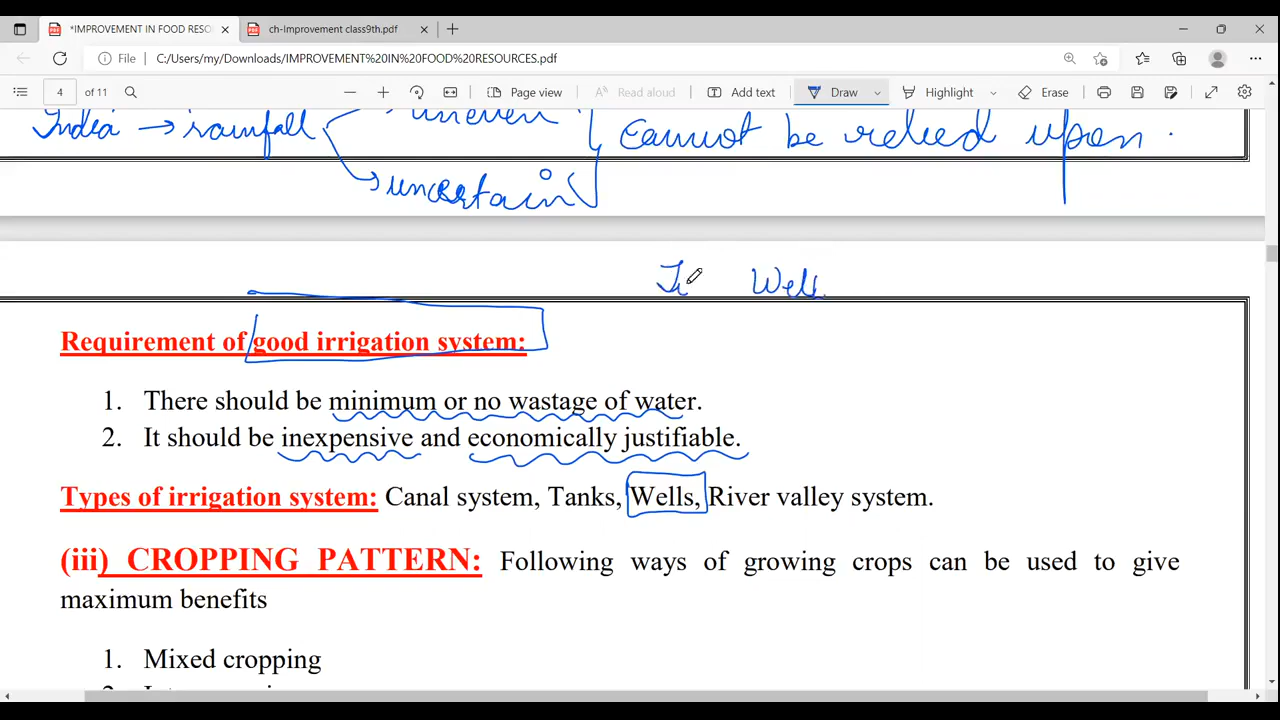 *IMPROVEMENT IN FOOD RESO
ch-Improvement class9th.pdf
File C:/Users/my/Downloads/IMPROVEMENT%20IN%20FOOD%20RESOURCES.pdf
4 of 11 Page view Read aloud Add text Draw Highlight Erase
India → rainfall uneven cannot be relied upon.
uncertain
Well
Requirement of good irrigation system:
1. There should be minimum or no wastage of water.
2. It should be inexpensive and economically justifiable.
Types of irrigation system: Canal system, Tanks, Wells, River valley system.
(iii) CROPPING PATTERN: Following ways of growing crops can be used to give
maximum benefits
1. Mixed cropping